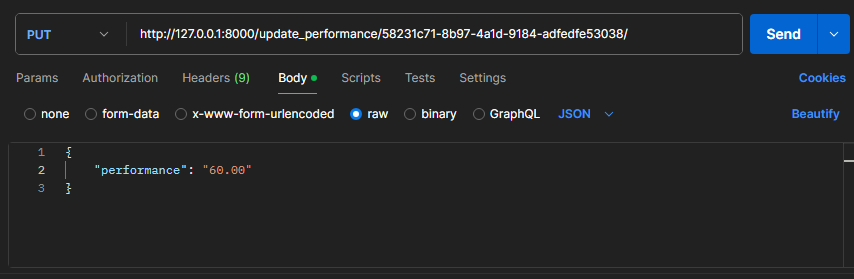 PUT http://127.0.0.1:8000/update_performance/58231c71-8b97-4a1d-9184-adfedfe53038/ Send
Params Authorization Headers (9) Body Scripts Tests Settings Cookies
none form-data x-www-form-urlencoded raw binary GraphQL JSON Beautify
1 {
2 "performance": "60.00"
3 }